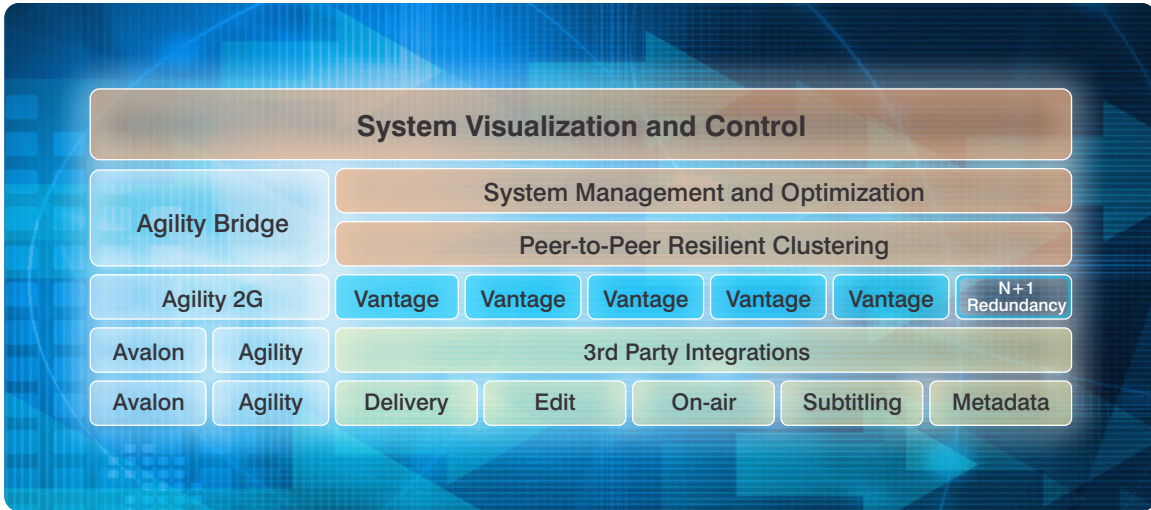 System Visualization and Control
Agility Bridge
System Management and Optimization
Peer-to-Peer Resilient Clustering
Agility 2G
Vantage
Vantage
Vantage
Vantage
Vantage
N+1
Redundancy
Avalon
Agility
3rd Party Integrations
Avalon
Agility
Delivery
Edit
On-air
Subtitling
Metadata